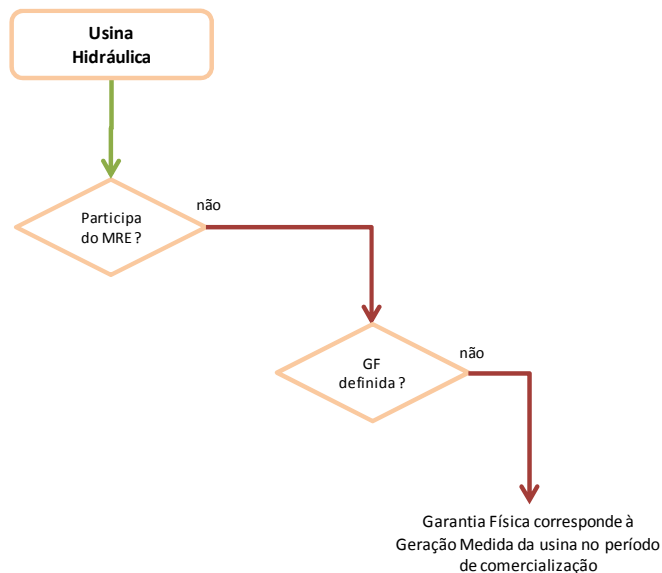 Usina
Hidráulica
Participa
do MRE ?
não
GF
definida ?
não
Garantia Física corresponde à
Geração Medida da usina no período
de comercialização